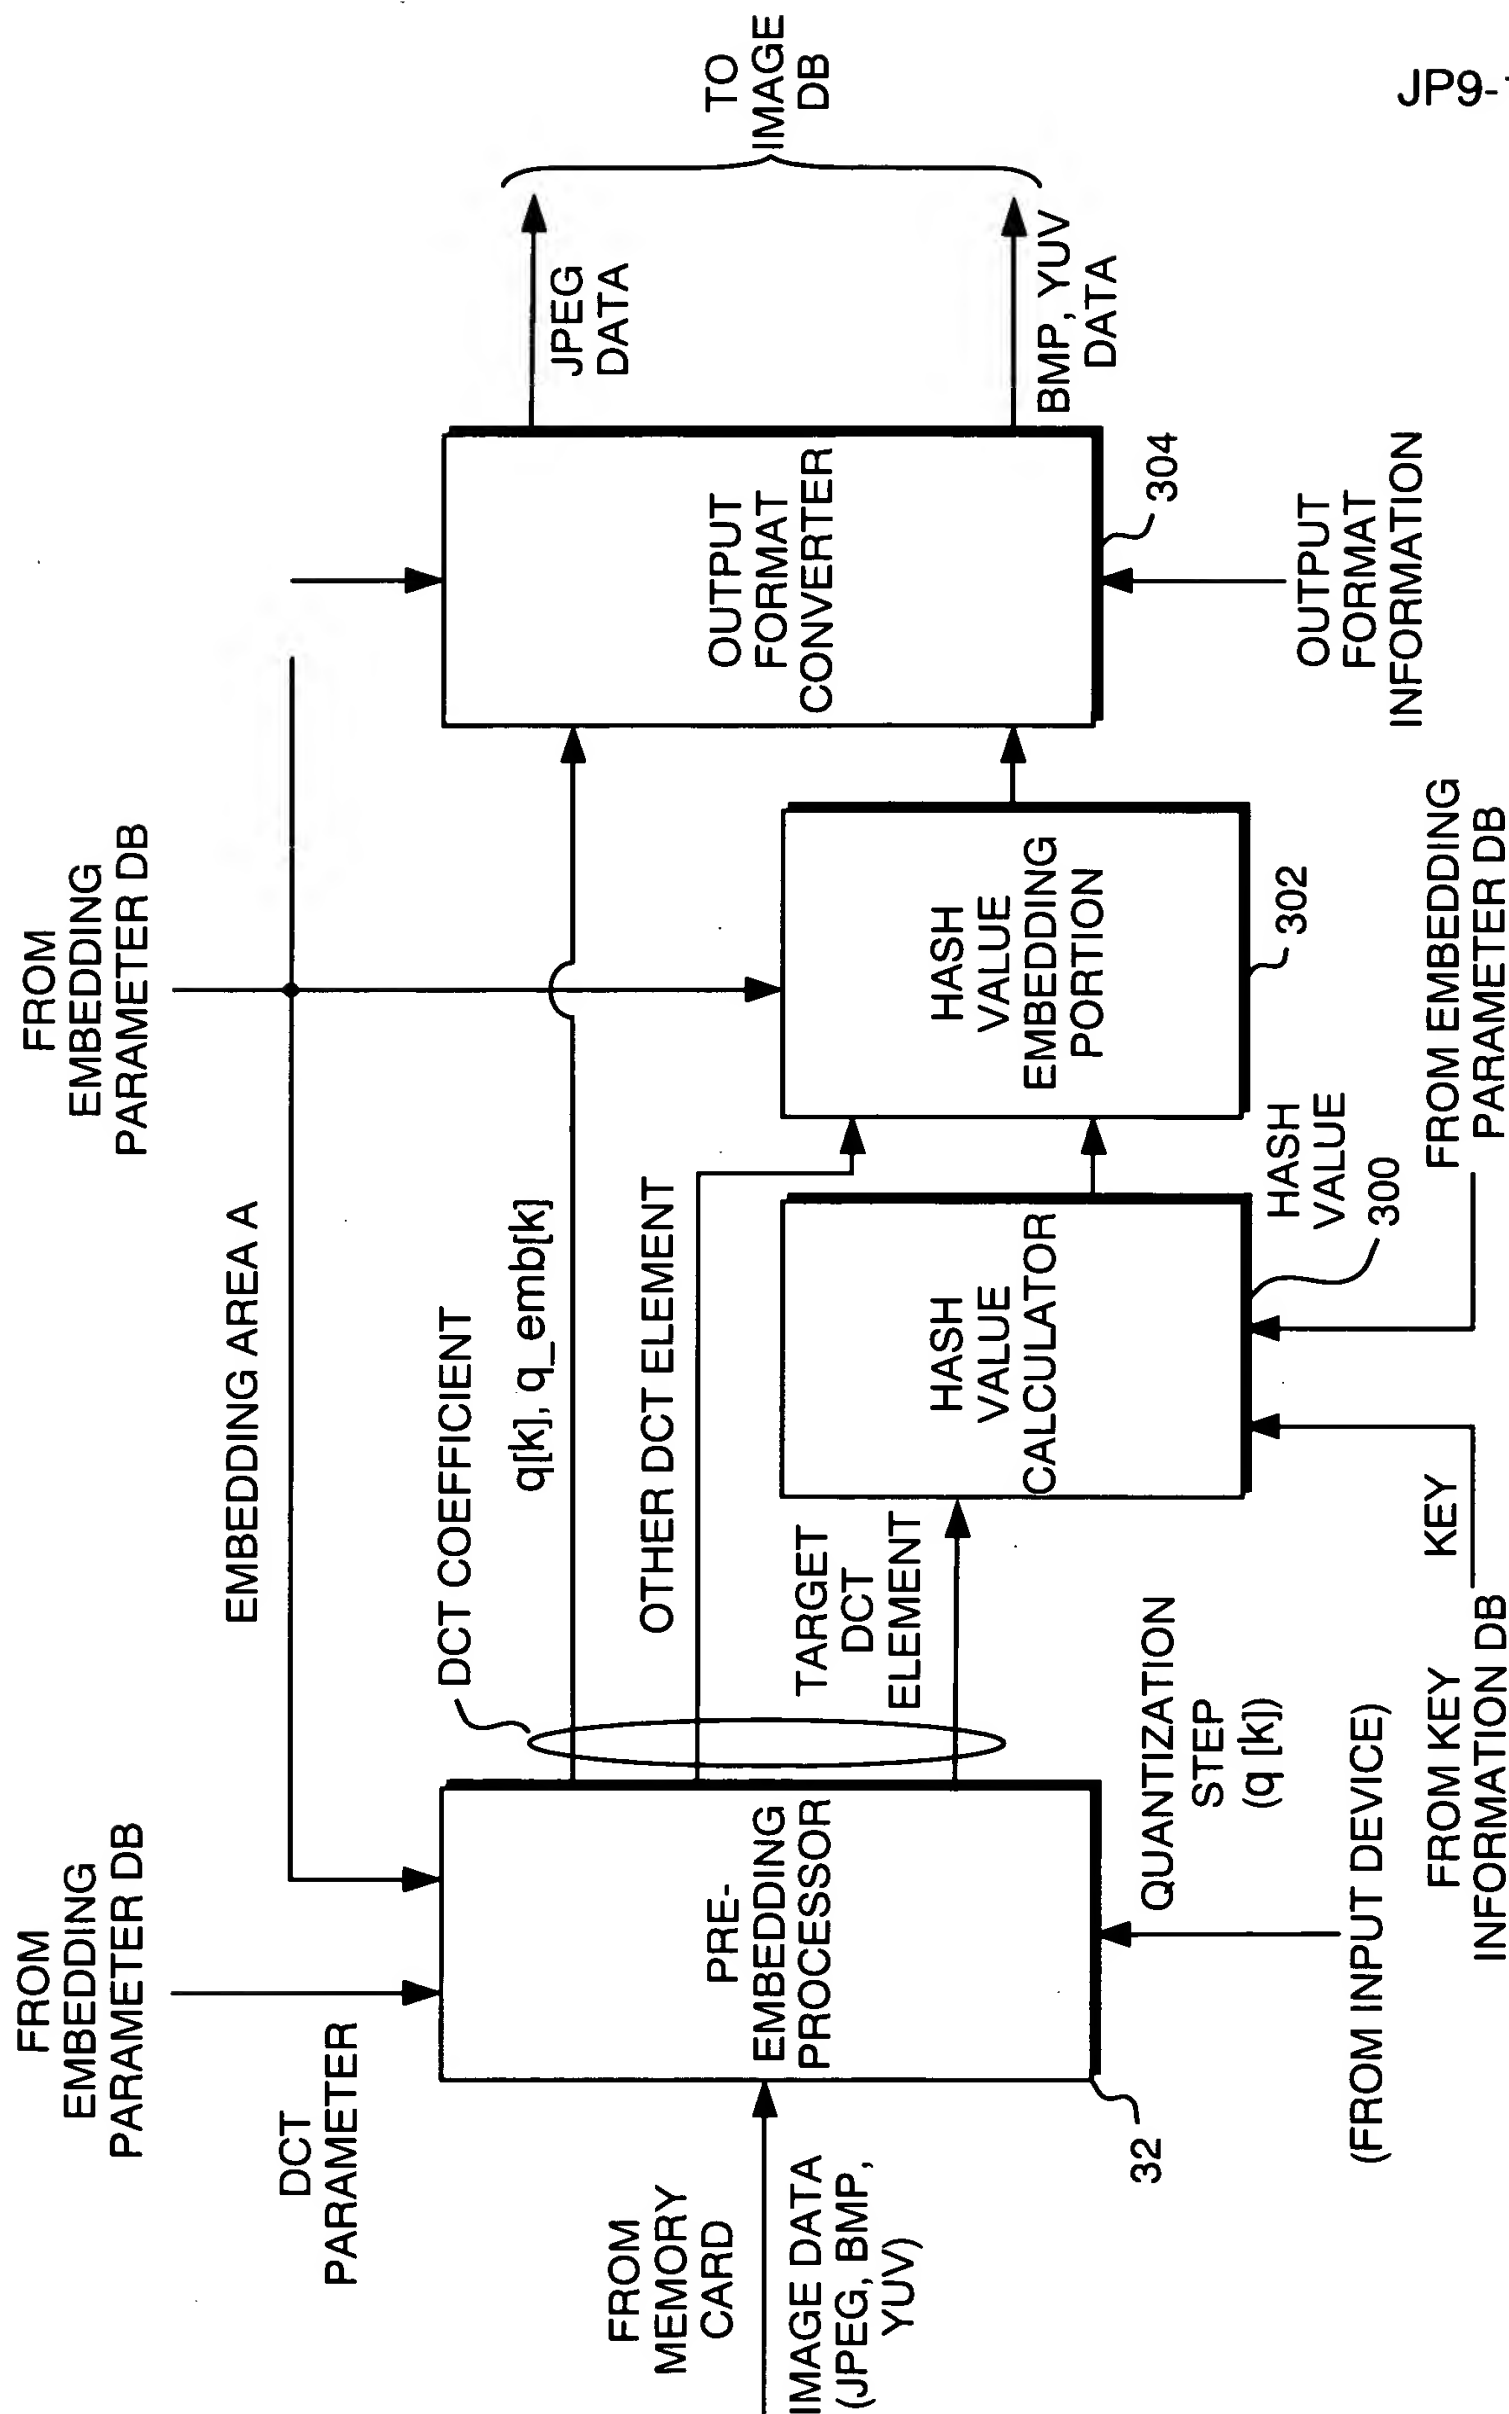 FROM
EMBEDDING
PARAMETER DB
DCT
PARAMETER
FROM
EMBEDDING
PARAMETER DB
EMBEDDING AREA A
DCT COEFFICIENT
q[k], q_emb[k]
OTHER DCT ELEMENT
FROM
MEMORY
CARD
IMAGE DATA
(JPEG, BMP,
YUV)
PRE-
EMBEDDING
PROCESSOR
32
TARGET
DCT
ELEMENT
QUANTIZATION
STEP
(q [k])
(FROM INPUT DEVICE)
HASH
VALUE
CALCULATOR
300
HASH
VALUE
KEY
FROM KEY
INFORMATION DB
FROM EMBEDDING
PARAMETER DB
HASH
VALUE
EMBEDDING
PORTION
302
OUTPUT
FORMAT
CONVERTER
304
OUTPUT
FORMAT
INFORMATION
JPEG
DATA
BMP, YUV
DATA
TO
IMAGE
DB
JP9-